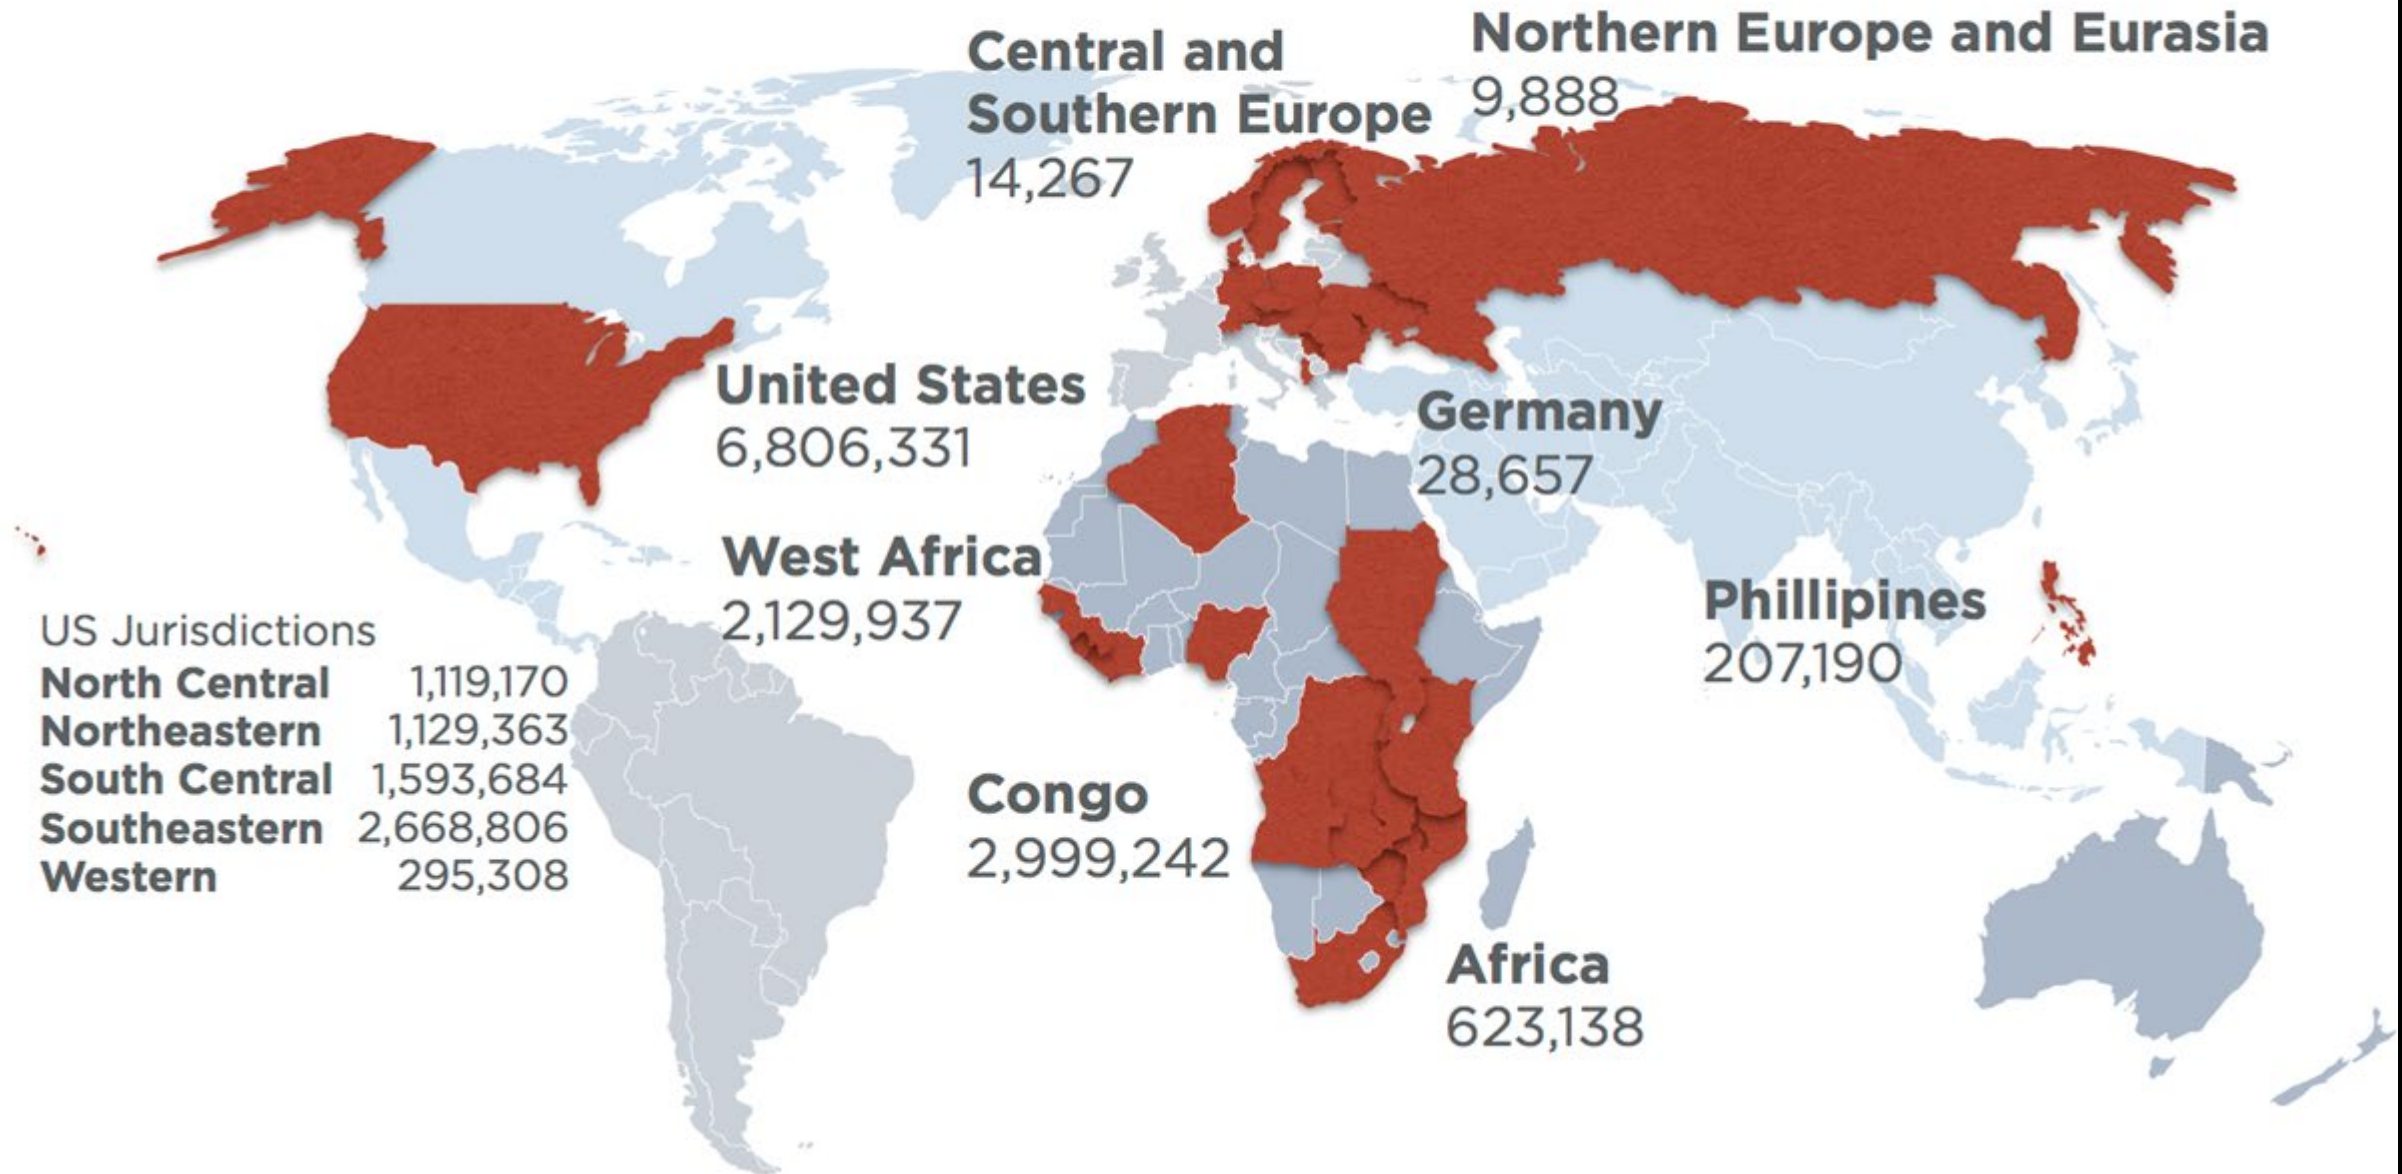 Central and
Southern Europe
14,267
Northern Europe and Eurasia
9,888
United States
6,806,331
Germany
28,657
West Africa
2,129,937
Phillipines
207,190
US Jurisdictions
North Central 1,119,170
Northeastern 1,129,363
South Central 1,593,684
Southeastern 2,668,806
Western 295,308
Congo
2,999,242
Africa
623,138